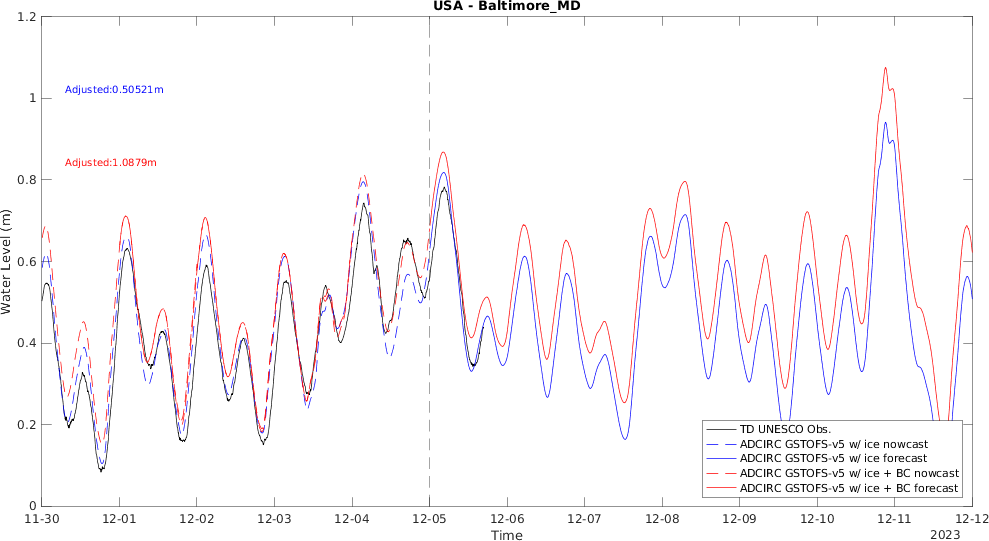 USA - Baltimore_MD
1.2
1
0.8
0.6
0.4
0.2
0
Water Level (m)
Adjusted:0.50521m
Adjusted:1.0879m
TD UNESCO Obs.
ADCIRC GSTOFS-v5 w/ ice nowcast
ADCIRC GSTOFS-v5 w/ ice forecast
ADCIRC GSTOFS-v5 w/ ice + BC nowcast
ADCIRC GSTOFS-v5 w/ ice + BC forecast
11-30 12-01 12-02 12-03 12-04 12-05 12-06 12-07 12-08 12-09 12-10 12-11 12-12
Time
2023